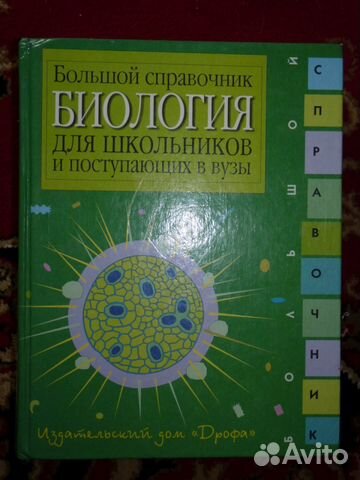 Большой справочник
БИОЛОГИЯ
ДЛЯ ШКОЛЬНИКОВ
и поступающих в вузы
БОЛЬШОЙ
СПРАВОЧНИК
Издательский дом «Дрофа»
Avito